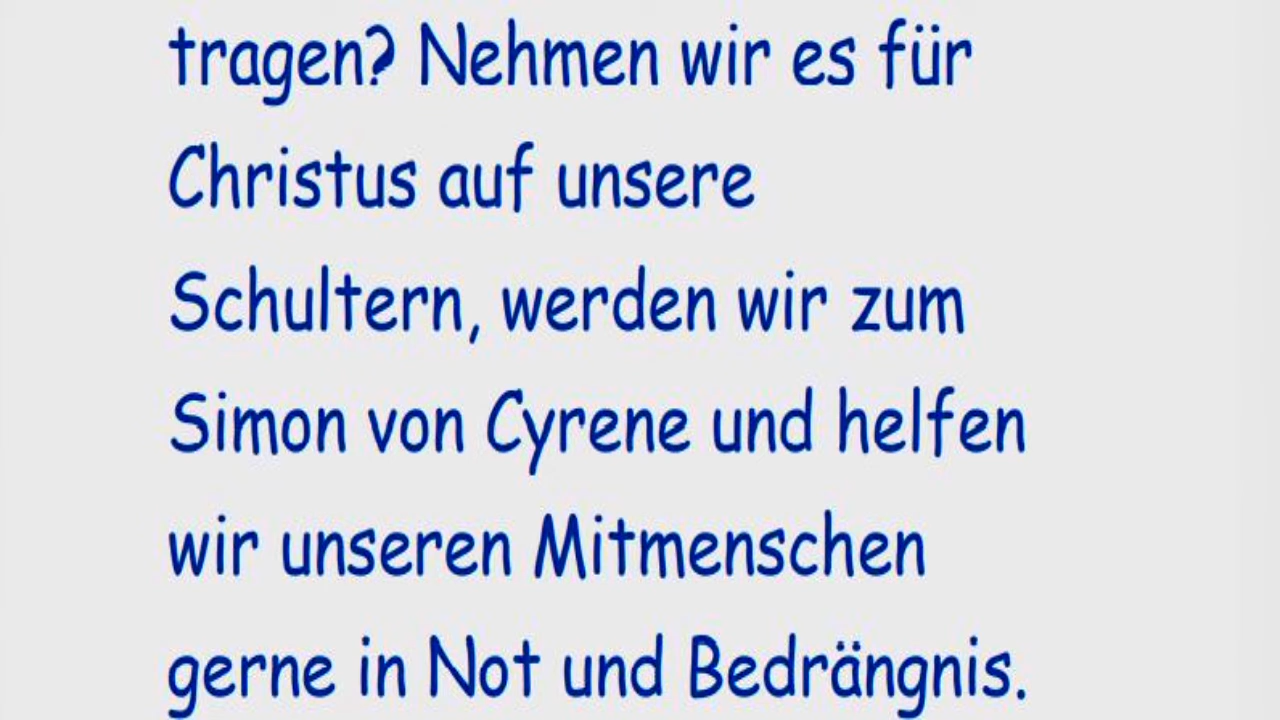 tragen? Nehmen wir es für
Christus auf unsere
Schultern, werden wir zum
Simon von Cyrene und helfen
wir unseren Mitmenschen
gerne in Not und Bedrängnis.